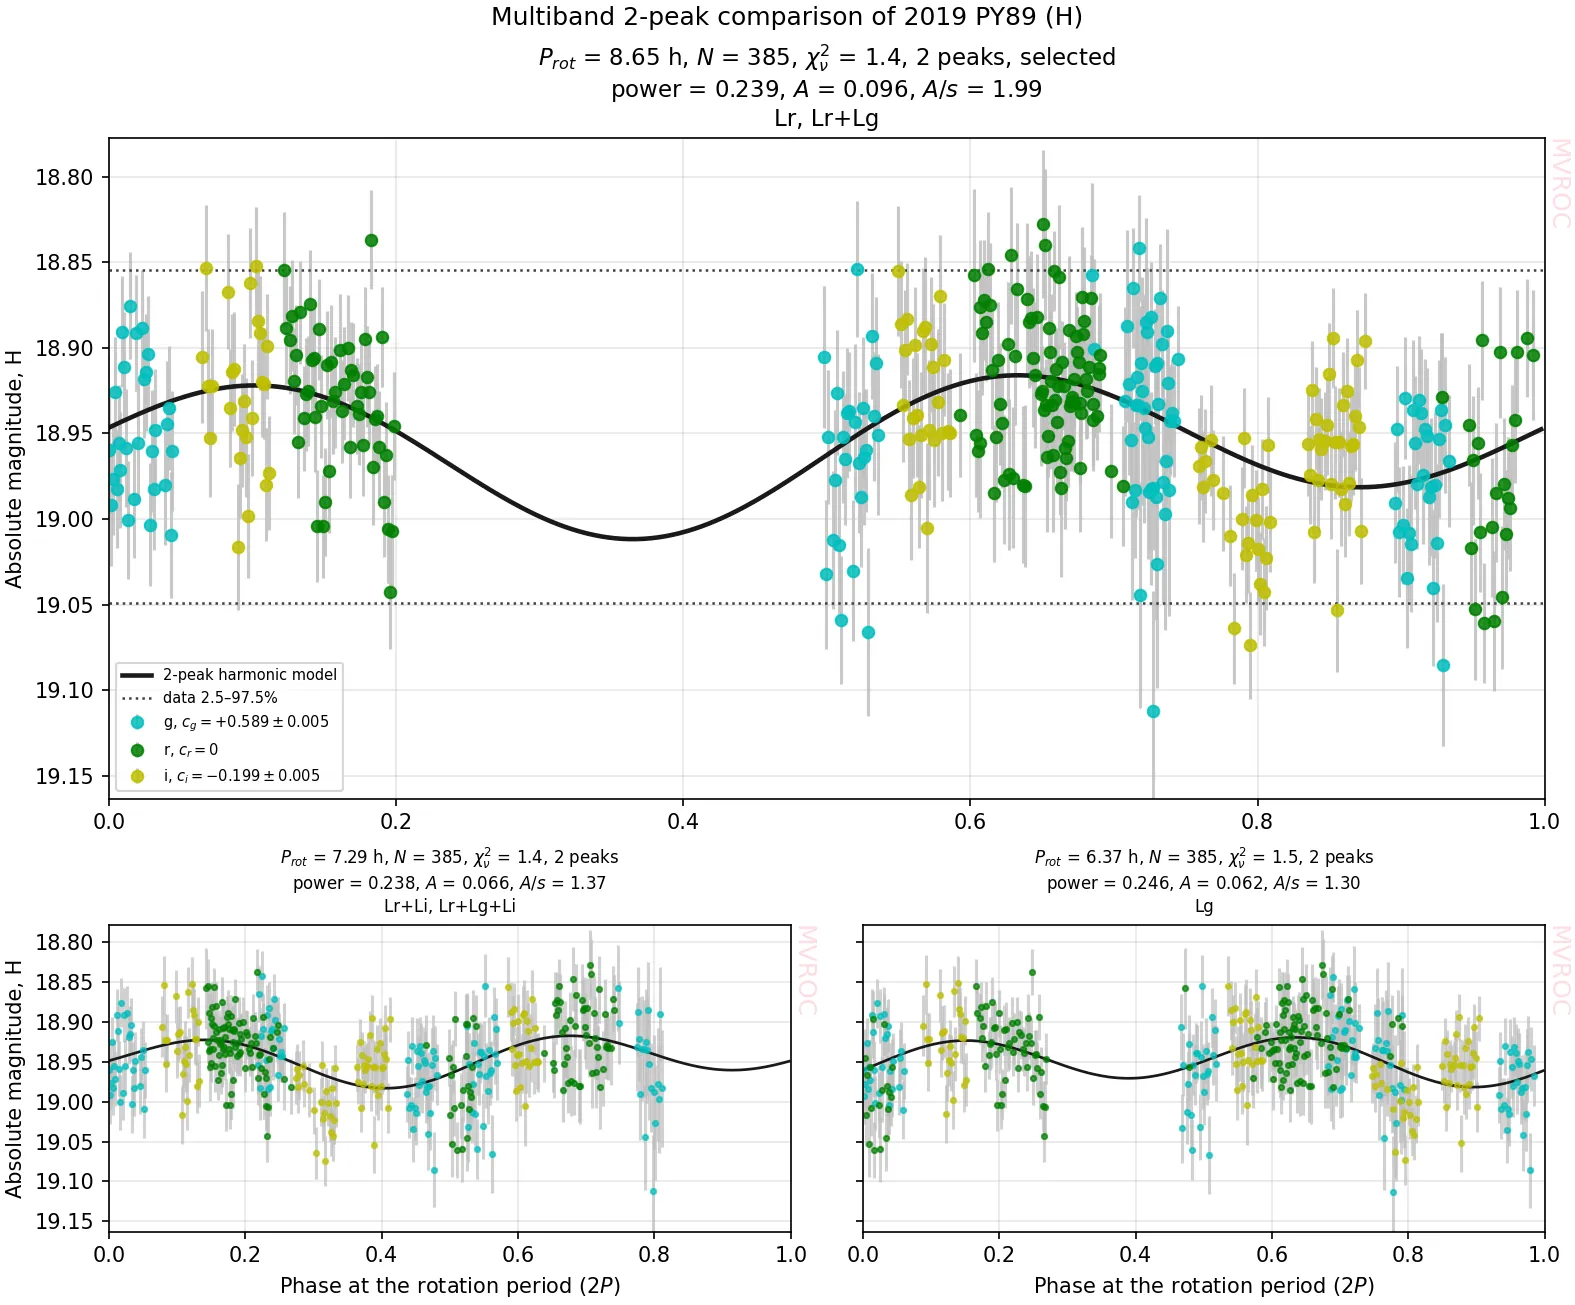 Multiband 2-peak comparison of 2019 PY89 (H)
P_rot = 8.65 h, N = 385, χ²_ν = 1.4, 2 peaks, selected
power = 0.239, A = 0.096, A/s = 1.99
Lr, Lr+Lg
MVROC
Absolute magnitude, H
18.80
18.85
18.90
18.95
19.00
19.05
19.10
19.15
2-peak harmonic model
data 2.5–97.5%
g, c_g = +0.589 ± 0.005
r, c_r = 0
i, c_i = −0.199 ± 0.005
0.0 0.2 0.4 0.6 0.8 1.0
P_rot = 7.29 h, N = 385, χ²_ν = 1.4, 2 peaks
power = 0.238, A = 0.066, A/s = 1.37
Lr+Li, Lr+Lg+Li
MVROC
Absolute magnitude, H
18.80
18.85
18.90
18.95
19.00
19.05
19.10
19.15
0.0 0.2 0.4 0.6 0.8 1.0
Phase at the rotation period (2P)
P_rot = 6.37 h, N = 385, χ²_ν = 1.5, 2 peaks
power = 0.246, A = 0.062, A/s = 1.30
Lg
MVROC
0.0 0.2 0.4 0.6 0.8 1.0
Phase at the rotation period (2P)